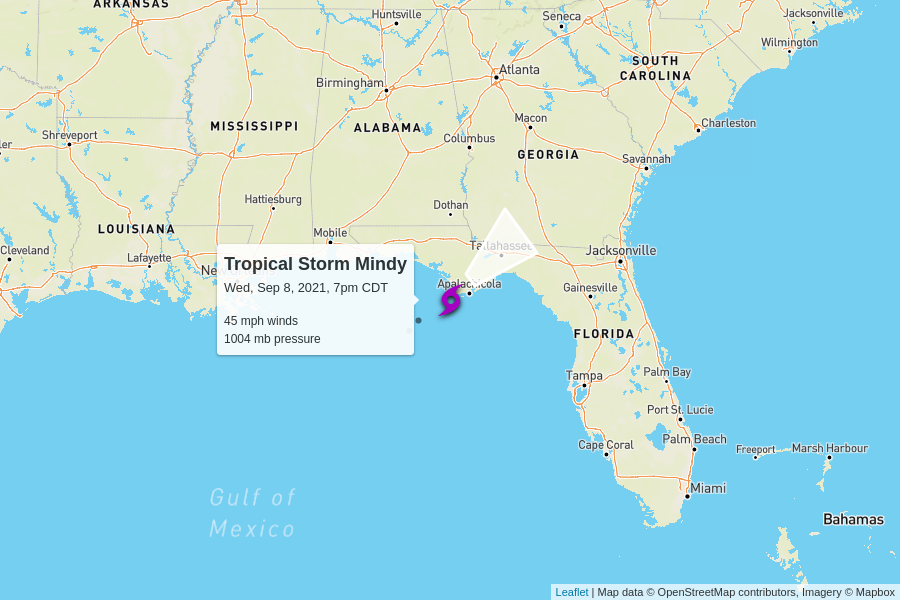 ARKANSAS
Huntsville
Seneca
Jacksonville
Wilmington
SOUTH
CAROLINA
Atlanta
Birmingham
Macon
Charleston
MISSISSIPPI
ALABAMA
Shreveport
Columbus
GEORGIA
Savannah
Hattiesburg
Dothan
LOUISIANA
Mobile
Tallahassee
Jacksonville
Cleveland
Lafayette
Tropical Storm Mindy
Wed, Sep 8, 2021, 7pm CDT
45 mph winds
1004 mb pressure
Apalachicola
Gainesville
FLORIDA
Tampa
Palm Bay
Port St. Lucie
Cape Coral
Palm Beach
Freeport
Marsh Harbour
Miami
Gulf of
Mexico
Bahamas
Leaflet | Map data © OpenStreetMap contributors, Imagery © Mapbox